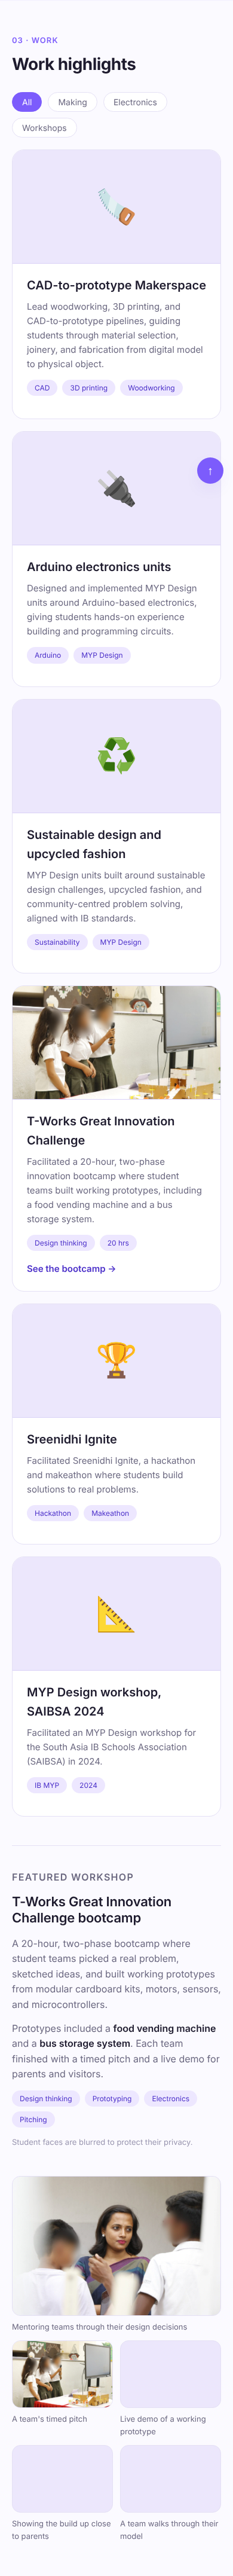 03 · WORK
Work highlights
All
Making
Electronics
Workshops
CAD-to-prototype Makerspace
Lead woodworking, 3D printing, and
CAD-to-prototype pipelines, guiding
students through material selection,
joinery, and fabrication from digital model
to physical object.
CAD
3D printing
Woodworking
↑
Arduino electronics units
Designed and implemented MYP Design
units around Arduino-based electronics,
giving students hands-on experience
building and programming circuits.
Arduino
MYP Design
Sustainable design and
upcycled fashion
MYP Design units built around sustainable
design challenges, upcycled fashion, and
community-centred problem solving,
aligned with IB standards.
Sustainability
MYP Design
T-Works Great Innovation
Challenge
Facilitated a 20-hour, two-phase
innovation bootcamp where student
teams built working prototypes, including
a food vending machine and a bus
storage system.
Design thinking
20 hrs
See the bootcamp →
Sreenidhi Ignite
Facilitated Sreenidhi Ignite, a hackathon
and makeathon where students build
solutions to real problems.
Hackathon
Makeathon
MYP Design workshop,
SAIBSA 2024
Facilitated an MYP Design workshop for
the South Asia IB Schools Association
(SAIBSA) in 2024.
IB MYP
2024
FEATURED WORKSHOP
T-Works Great Innovation
Challenge bootcamp
A 20-hour, two-phase bootcamp where
student teams picked a real problem,
sketched ideas, and built working prototypes
from modular cardboard kits, motors, sensors,
and microcontrollers.
Prototypes included a food vending machine
and a bus storage system. Each team
finished with a timed pitch and a live demo for
parents and visitors.
Design thinking
Prototyping
Electronics
Pitching
Student faces are blurred to protect their privacy.
Mentoring teams through their design decisions
A team's timed pitch
Live demo of a working
prototype
Showing the build up close
to parents
A team walks through their
model